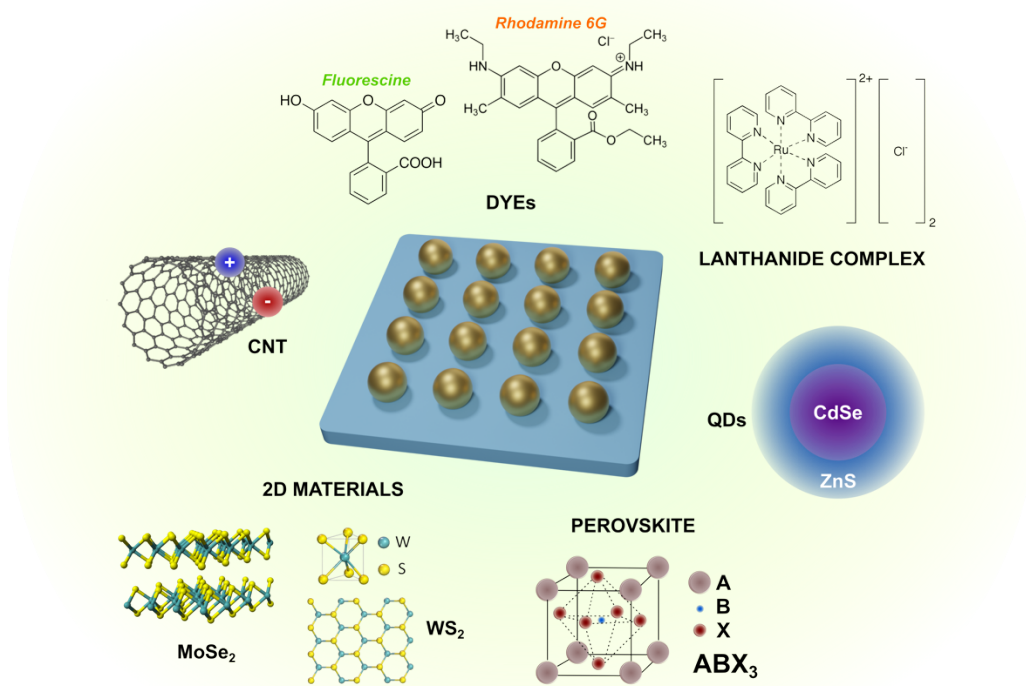 Rhodamine 6G
H₃C
Cl⁻
CH₃
HN
O
⊕
NH
H₃C
CH₃
O
O
CH₃
Fluorescine
HO
O
O
COOH
DYEs
2+
N
N
N
N
Ru
N
N
Cl⁻
2
LANTHANIDE COMPLEX
+
-
CNT
QDs
CdSe
ZnS
2D MATERIALS
W
S
MoSe₂
WS₂
PEROVSKITE
A
B
X
ABX₃